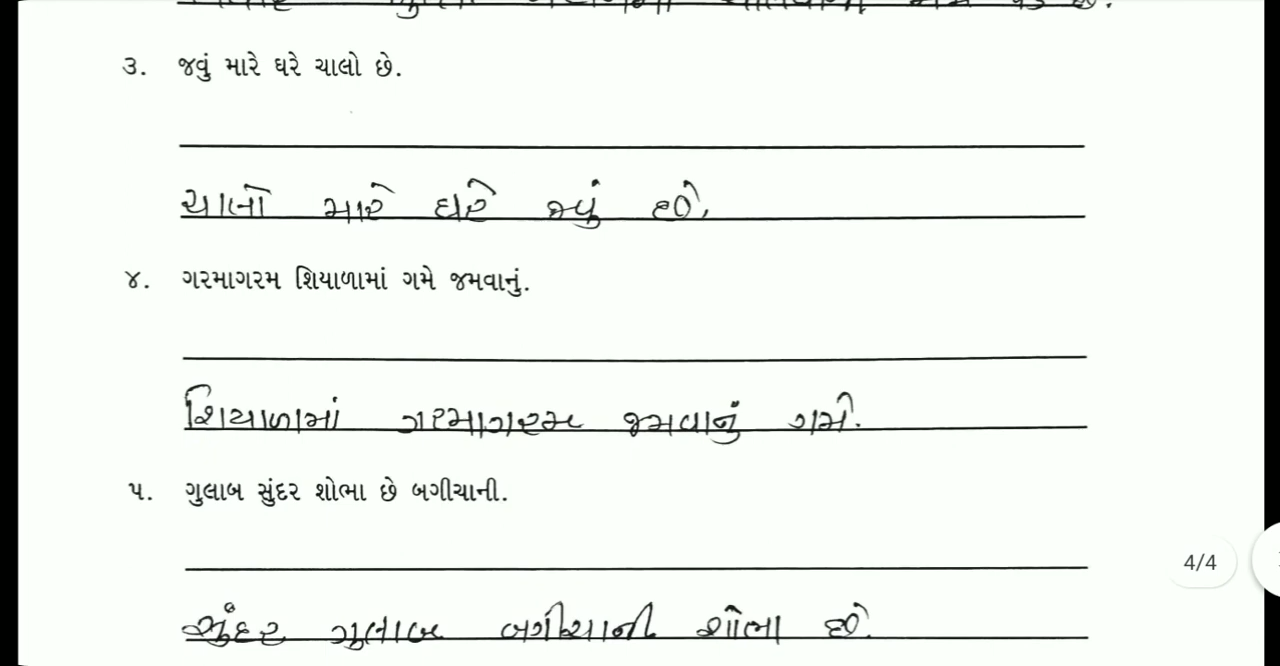 ૩. જવું મારે ઘરે ચાલો છે.
ચાલો મારે ઘરે જવું છે.
૪. ગરમાગરમ શિયાળામાં ગમે જમવાનું.
શિયાળામાં ગરમાગરમ જમવાનું ગમે.
૫. ગુલાબ સુંદર શોભા છે બગીચાની.
4/4
સુંદર ગુલાબ બગીચાની શોભા છે.